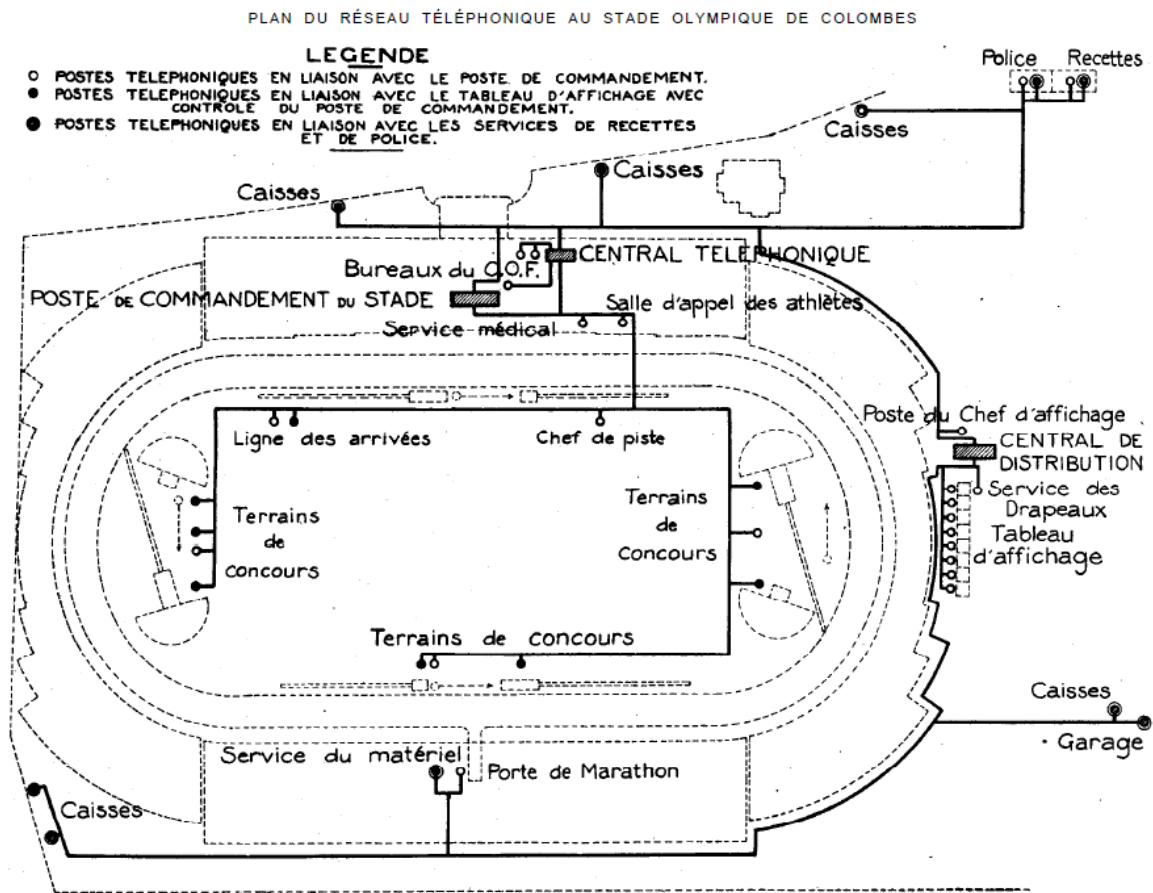 PLAN DU RÉSEAU TÉLÉPHONIQUE AU STADE OLYMPIQUE DE COLOMBES
LEGENDE
POSTES TÉLEPHONIQUES EN LIAISON AVEC LE POSTE DE COMMANDEMENT.
POSTES TELEPHONIQUES EN LIAISON AVEC LE TABLEAU D'AFFICHAGE AVEC
CONTRÔLE DU POSTE DE COMMANDEMENT.
POSTES TELEPHONIQUES EN LIAISON AVEC LES SERVICES DE RECETTES
ET DE POLICE.
Police Recettes
Caisses
Caisses
Caisses
CENTRAL TELEPHONIQUE
Bureaux du C.O.F.
POSTE DE COMMANDEMENT DU STADE
Salle d'appel des athlètes
Service médical
Poste du Chef d'affichage
Ligne des arrivées
Chef de piste
CENTRAL DE
DISTRIBUTION
Service des
Drapeaux
Terrains
de
concours
Terrains
de
concours
Tableau
d'affichage
Terrains de concours
Caisses
Garage
Service du matériel
Porte de Marathon
Caisses